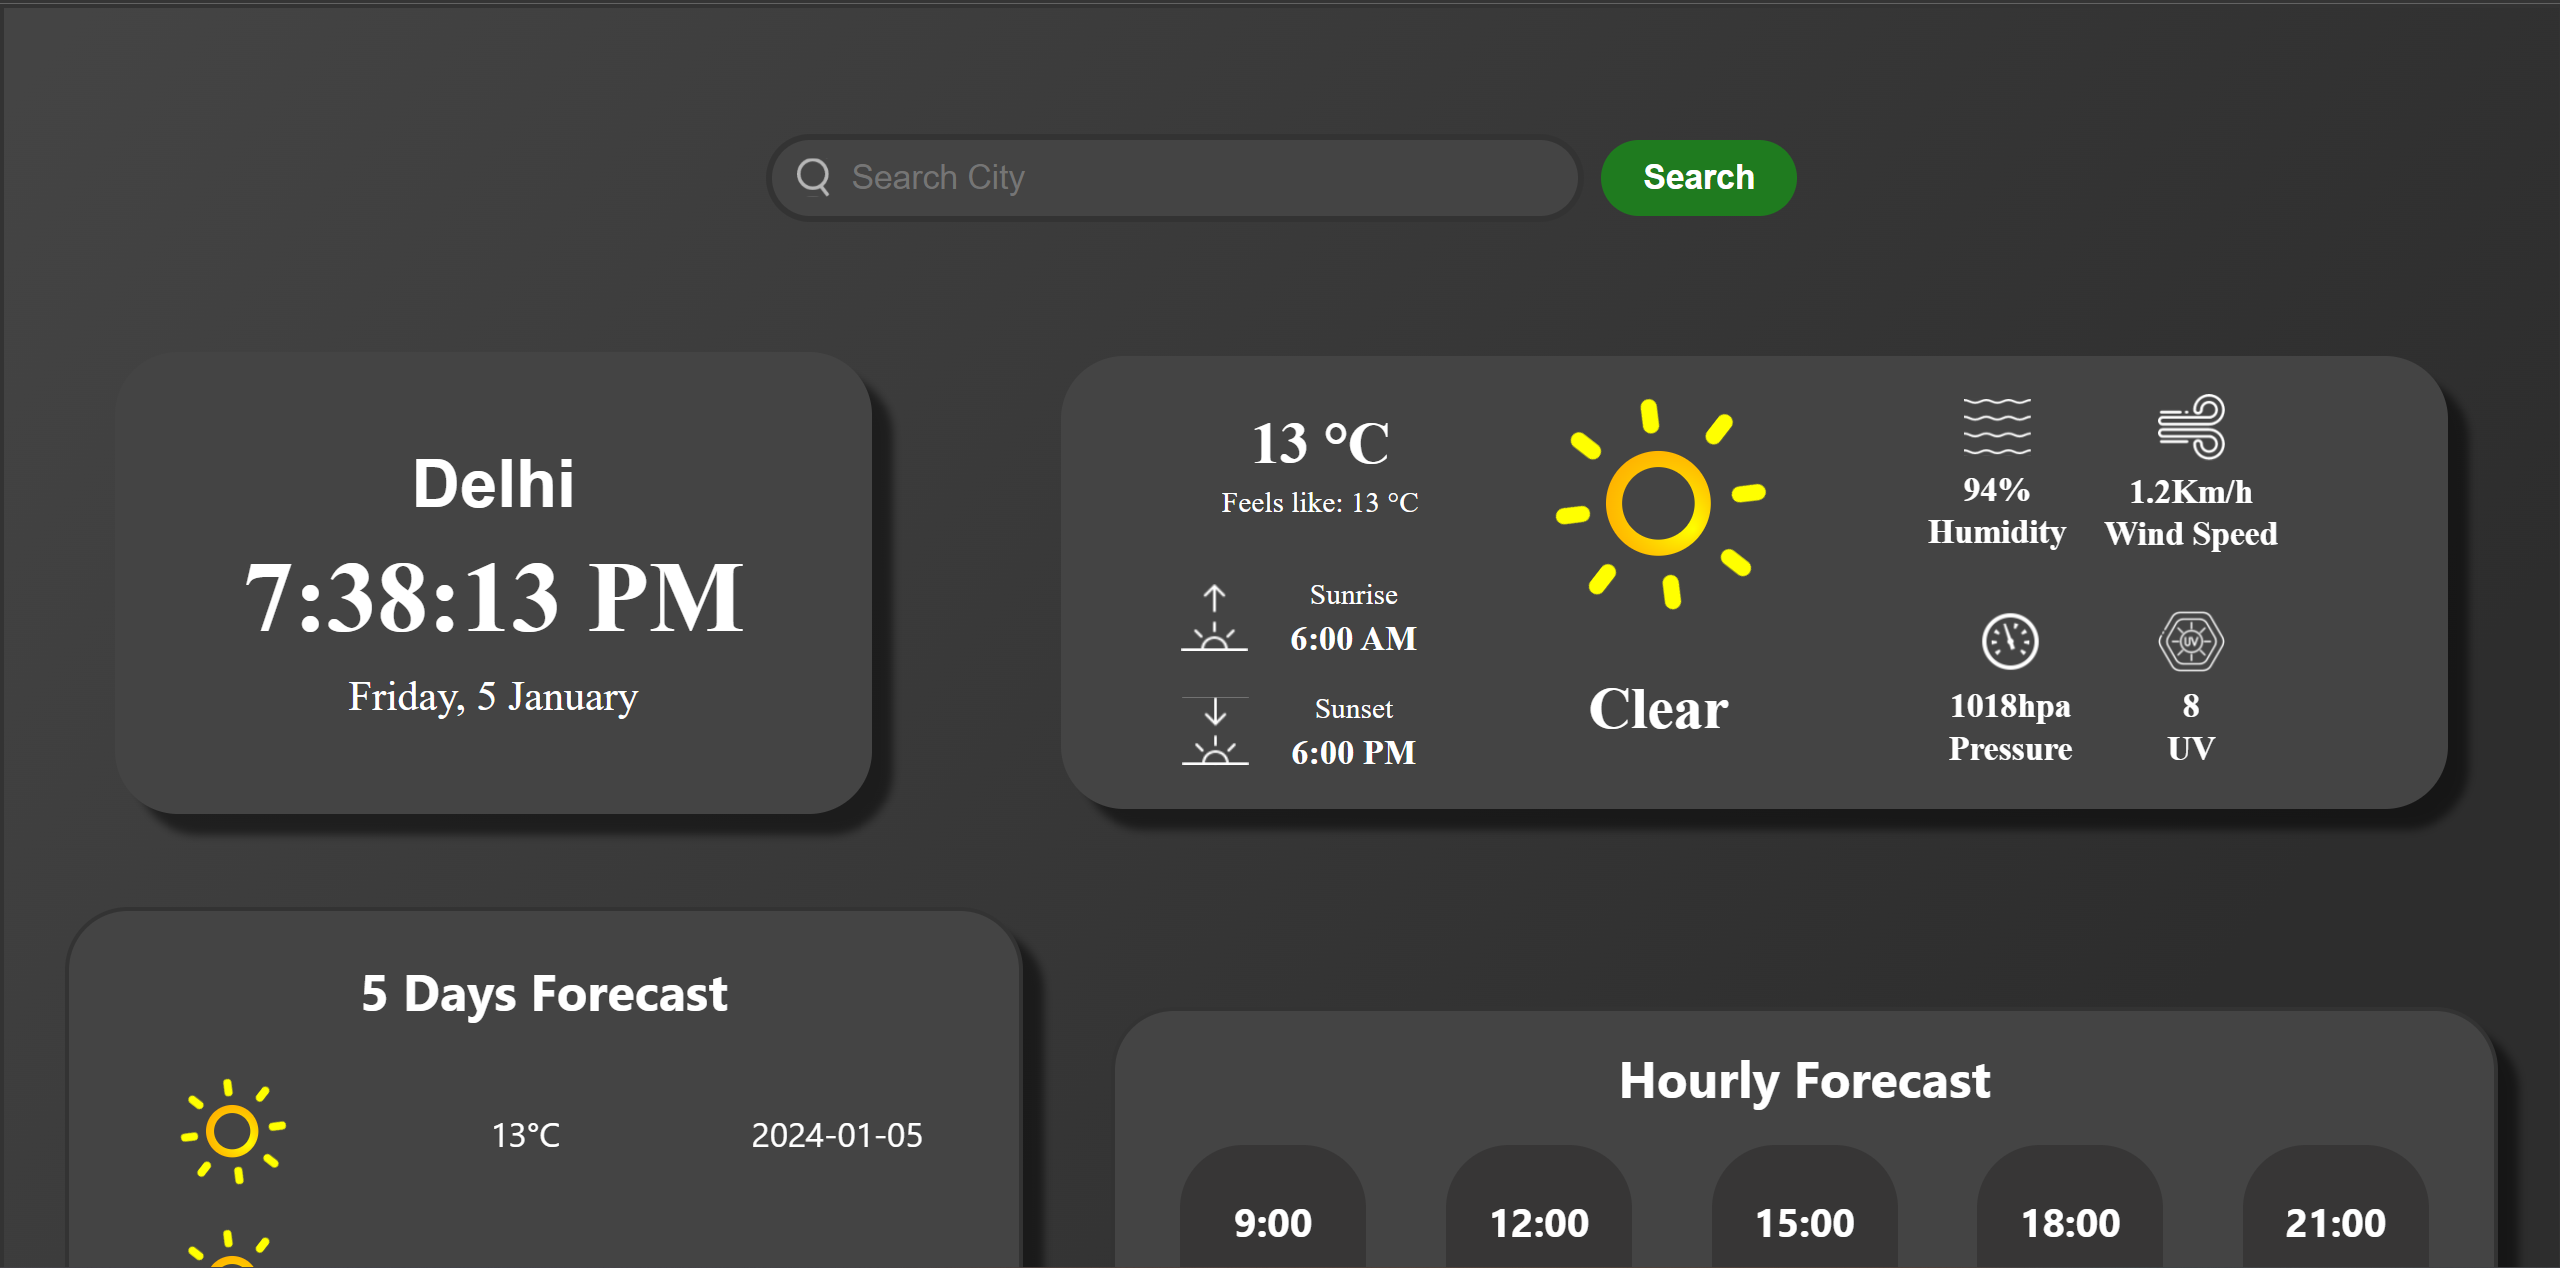 Search City
Search
Delhi
7:38:13 PM
Friday, 5 January
13 °C
Feels like: 13 °C
Sunrise
6:00 AM
Sunset
6:00 PM
Clear
94%
Humidity
1.2Km/h
Wind Speed
1018hpa
Pressure
UV
8
UV
5 Days Forecast
13°C 2024-01-05
Hourly Forecast
9:00 12:00 15:00 18:00 21:00